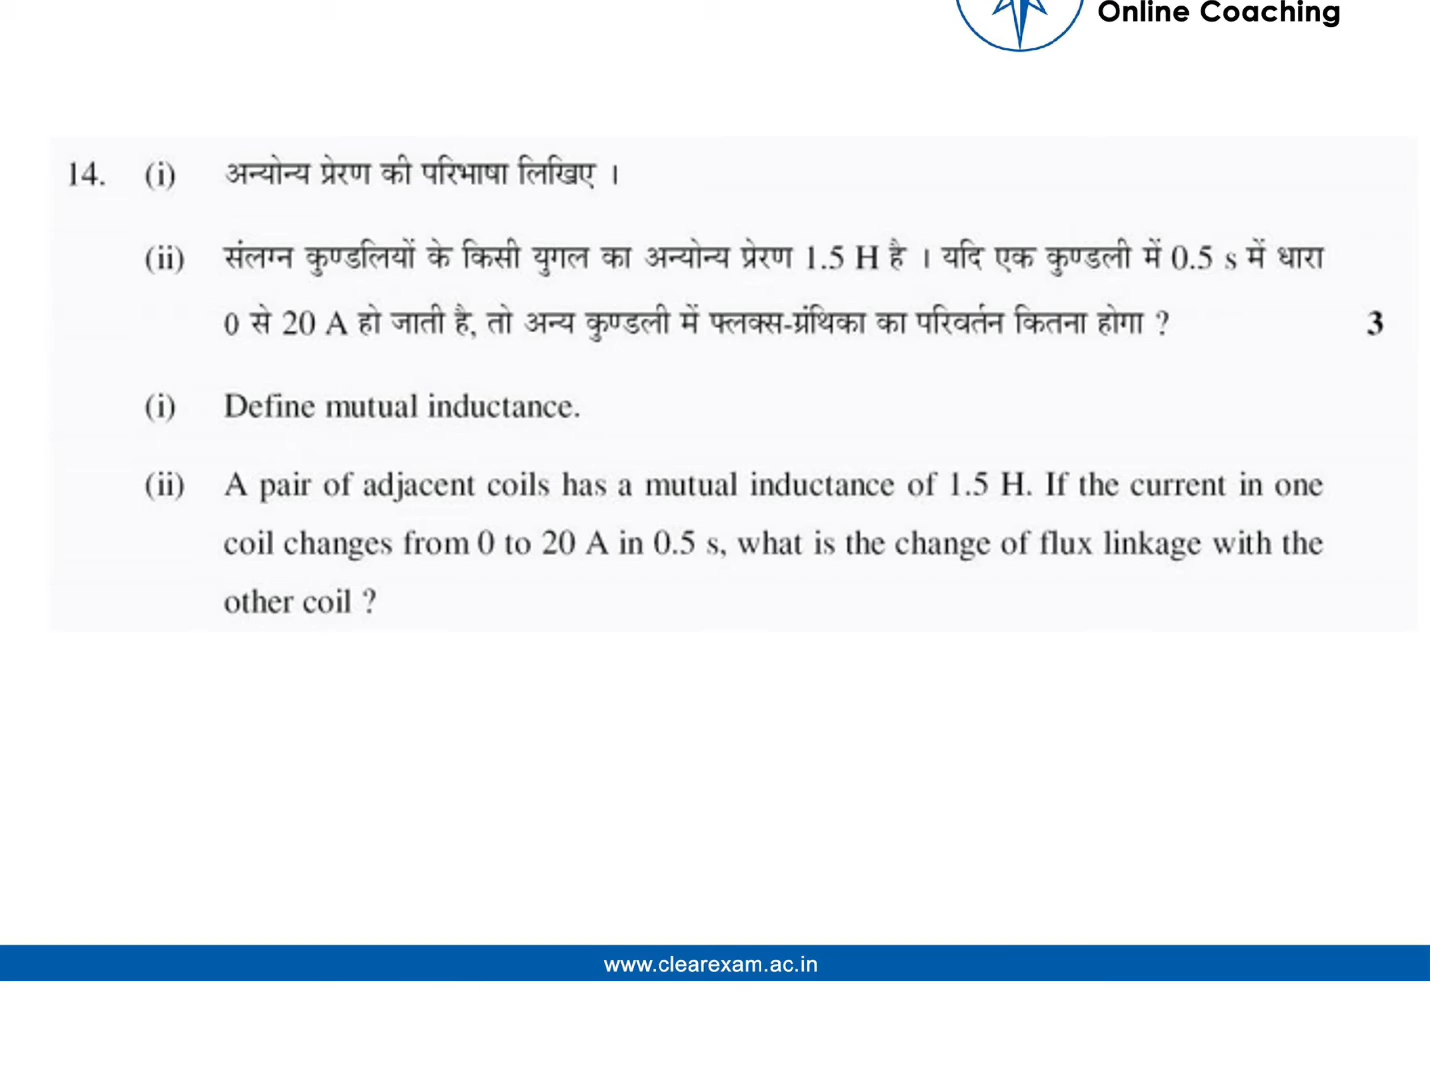 Online Coaching
14. (i) अन्योन्य प्रेरण की परिभाषा लिखिए ।
(ii) संलग्न कुण्डलियों के किसी युगल का अन्योन्य प्रेरण 1.5 H है । यदि एक कुण्डली में 0.5 s में धारा
0 से 20 A हो जाती है, तो अन्य कुण्डली में फ्लक्स-ग्रंथिका का परिवर्तन कितना होगा ? 3
(i) Define mutual inductance.
(ii) A pair of adjacent coils has a mutual inductance of 1.5 H. If the current in one
coil changes from 0 to 20 A in 0.5 s, what is the change of flux linkage with the
other coil ?
www.clearexam.ac.in